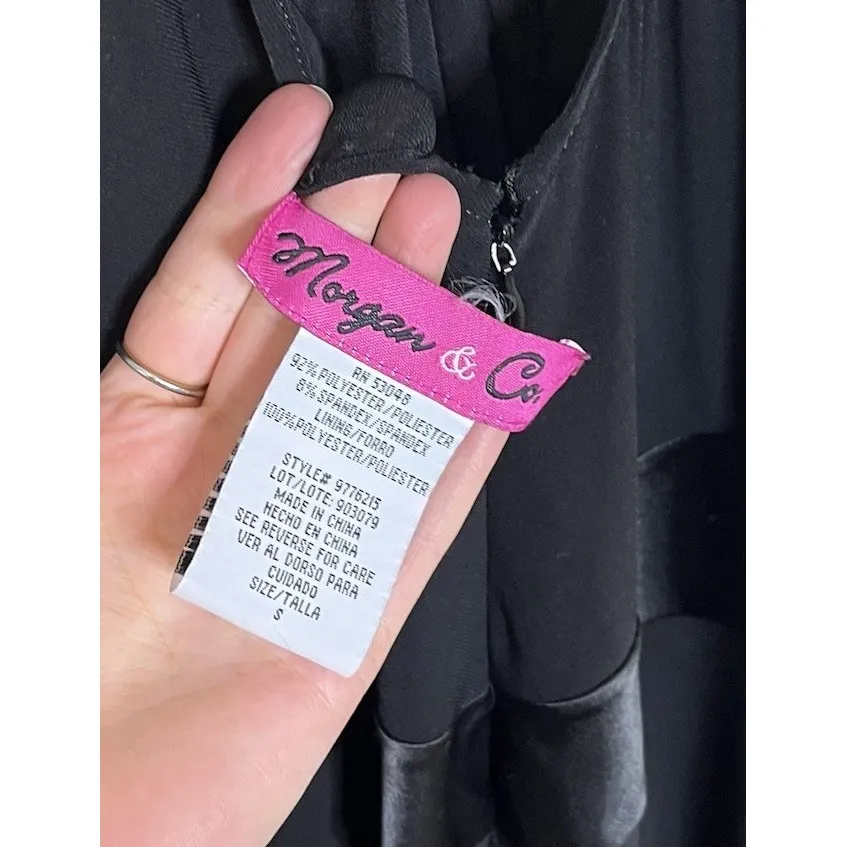 Morgan & Co.
RN 53048
92% POLYESTER/POLIESTER
8% SPANDEX/SPANDEX
LINING/FORRO
100%POLYESTER/POLIESTER
STYLE# 9776215
LOT/LOTE: 903079
MADE IN CHINA
HECHO EN CHINA
SEE REVERSE FOR CARE
VER AL DORSO PARA
CUIDADO
SIZE/TALLA
S